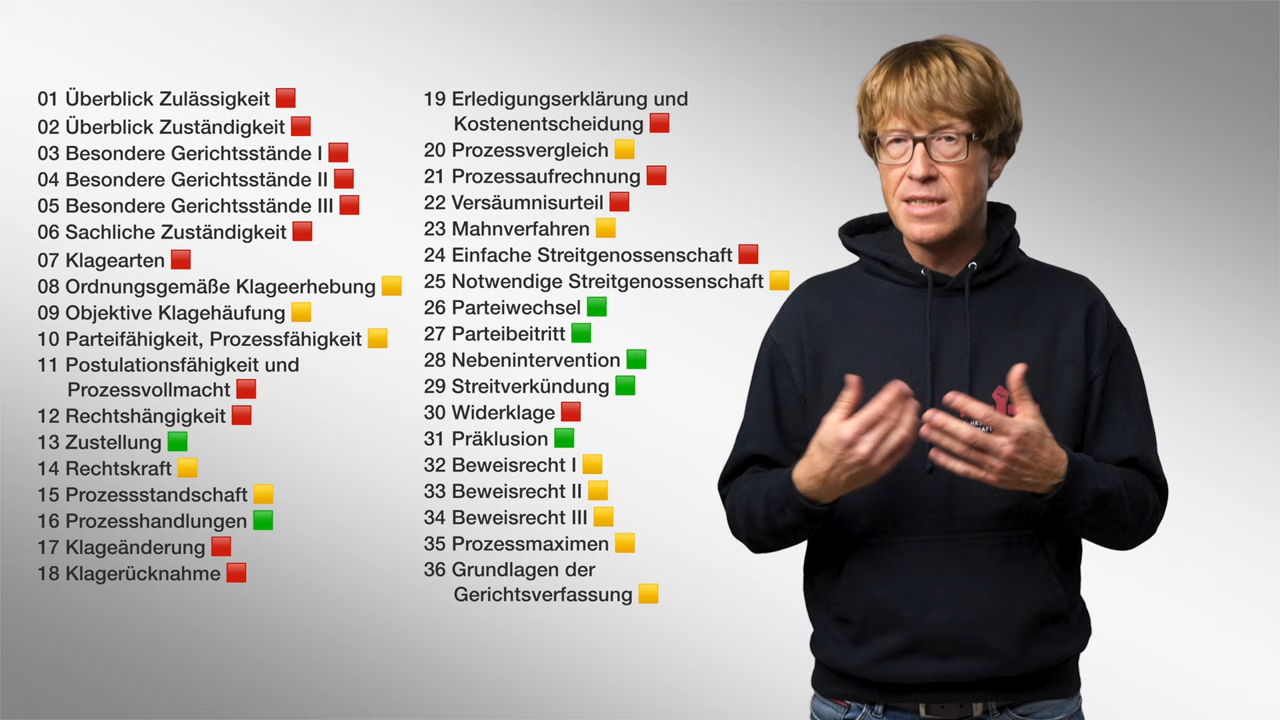 01 Überblick Zulässigkeit
02 Überblick Zuständigkeit
03 Besondere Gerichtsstände I
04 Besondere Gerichtsstände II
05 Besondere Gerichtsstände III
06 Sachliche Zuständigkeit
07 Klagearten
08 Ordnungsgemäße Klageerhebung
09 Objektive Klagehäufung
10 Parteifähigkeit, Prozessfähigkeit
11 Postulationsfähigkeit und
Prozessvollmacht
12 Rechtshängigkeit
13 Zustellung
14 Rechtskraft
15 Prozessstandschaft
16 Prozesshandlungen
17 Klageänderung
18 Klagerücknahme
19 Erledigungserklärung und
Kostenentscheidung
20 Prozessvergleich
21 Prozessaufrechnung
22 Versäumnisurteil
23 Mahnverfahren
24 Einfache Streitgenossenschaft
25 Notwendige Streitgenossenschaft
26 Parteiwechsel
27 Parteibeitritt
28 Nebenintervention
29 Streitverkündung
30 Widerklage
31 Präklusion
32 Beweisrecht I
33 Beweisrecht II
34 Beweisrecht III
35 Prozessmaximen
36 Grundlagen der
Gerichtsverfassung